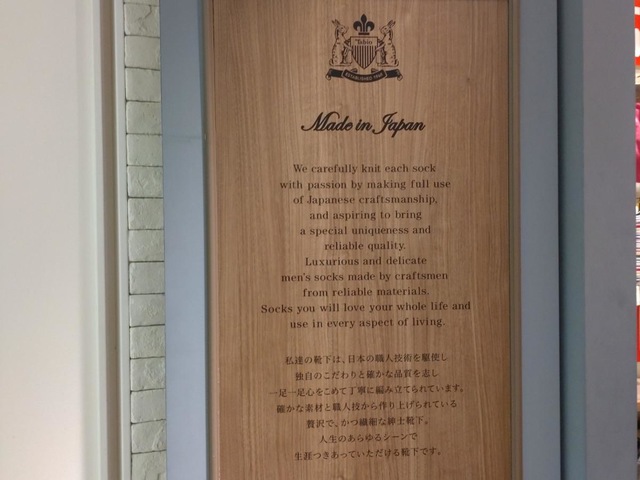 Tabio
ESTABLISHED 1968
Made in Japan
We carefully knit each sock
with passion by making full use
of Japanese craftsmanship,
and aspiring to bring
a special uniqueness and
reliable quality.
Luxurious and delicate
men's socks made by craftsmen
from reliable materials.
Socks you will love your whole life and
use in every aspect of living.
私達の靴下は、日本の職人技術を駆使し
独自のこだわりと確かな品質を志し
一足一足心をこめて丁寧に編み立てられています。
確かな素材と職人技から作り上げられている
贅沢で、かつ繊細な紳士靴下。
人生のあらゆるシーンで
生涯つきあっていただける靴下です。